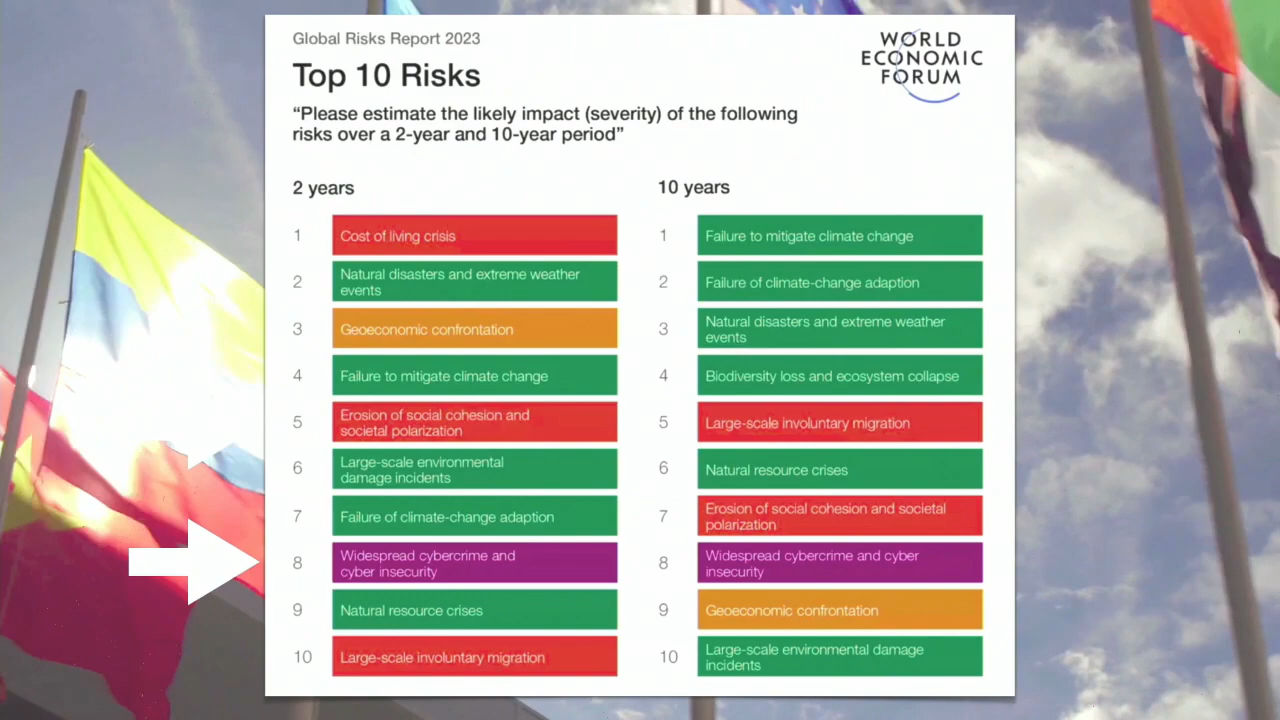 Global Risks Report 2023
WORLD
ECONOMIC
FORUM
Top 10 Risks
“Please estimate the likely impact (severity) of the following
risks over a 2-year and 10-year period”
2 years
1 Cost of living crisis
2 Natural disasters and extreme weather
events
3 Geoeconomic confrontation
4 Failure to mitigate climate change
5 Erosion of social cohesion and
societal polarization
6 Large-scale environmental
damage incidents
7 Failure of climate-change adaption
8 Widespread cybercrime and
cyber insecurity
9 Natural resource crises
10 Large-scale involuntary migration
10 years
1 Failure to mitigate climate change
2 Failure of climate-change adaption
3 Natural disasters and extreme weather
events
4 Biodiversity loss and ecosystem collapse
5 Large-scale involuntary migration
6 Natural resource crises
7 Erosion of social cohesion and societal
polarization
8 Widespread cybercrime and cyber
insecurity
9 Geoeconomic confrontation
10 Large-scale environmental damage
incidents